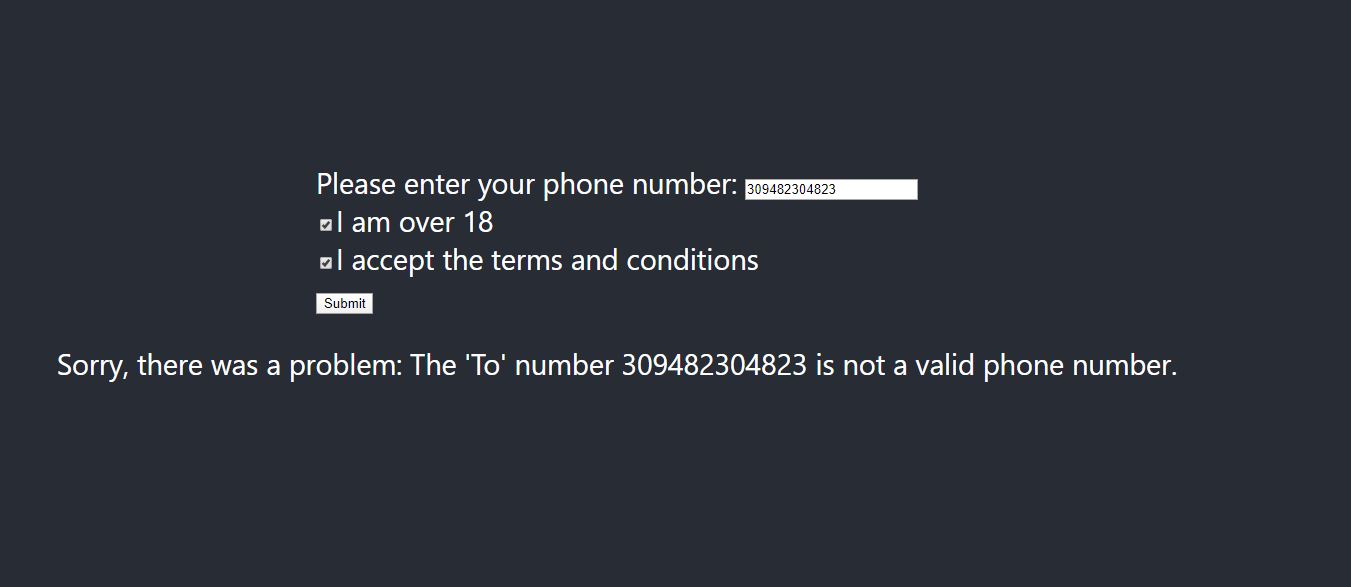 Please enter your phone number: 309482304823
I am over 18
I accept the terms and conditions
Submit
Sorry, there was a problem: The 'To' number 309482304823 is not a valid phone number.